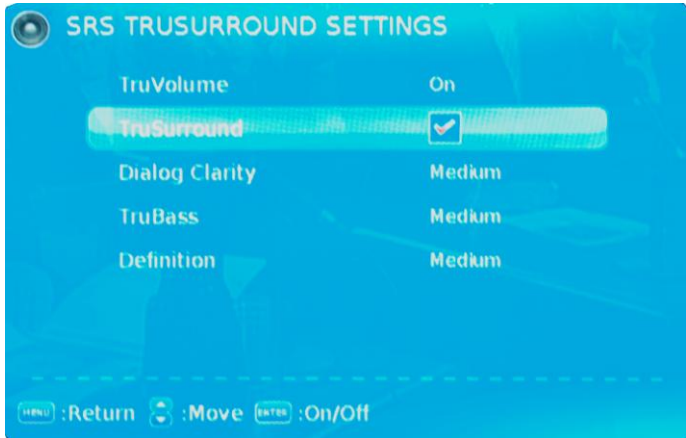 SRS TRUSURROUND SETTINGS
TruVolume On
TruSurround
Dialog Clarity Medium
TruBass Medium
Definition Medium
MENU :Return :Move ENTER :On/Off